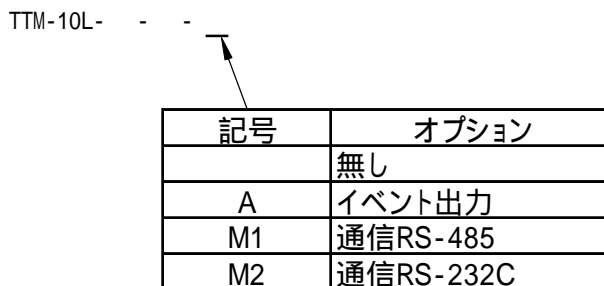 TTM-10L-　-　-
記号 オプション
無し
A イベント出力
M1 通信RS-485
M2 通信RS-232C